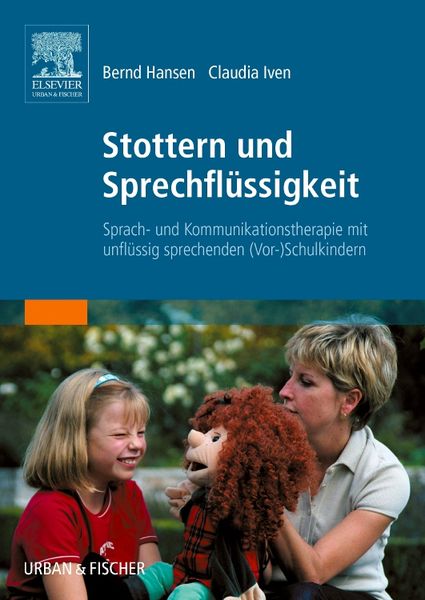 ELSEVIER
URBAN & FISCHER
Bernd Hansen Claudia Iven
Stottern und
Sprechflüssigkeit
Sprach- und Kommunikationstherapie mit
unflüssig sprechenden (Vor-)Schulkindern
URBAN & FISCHER